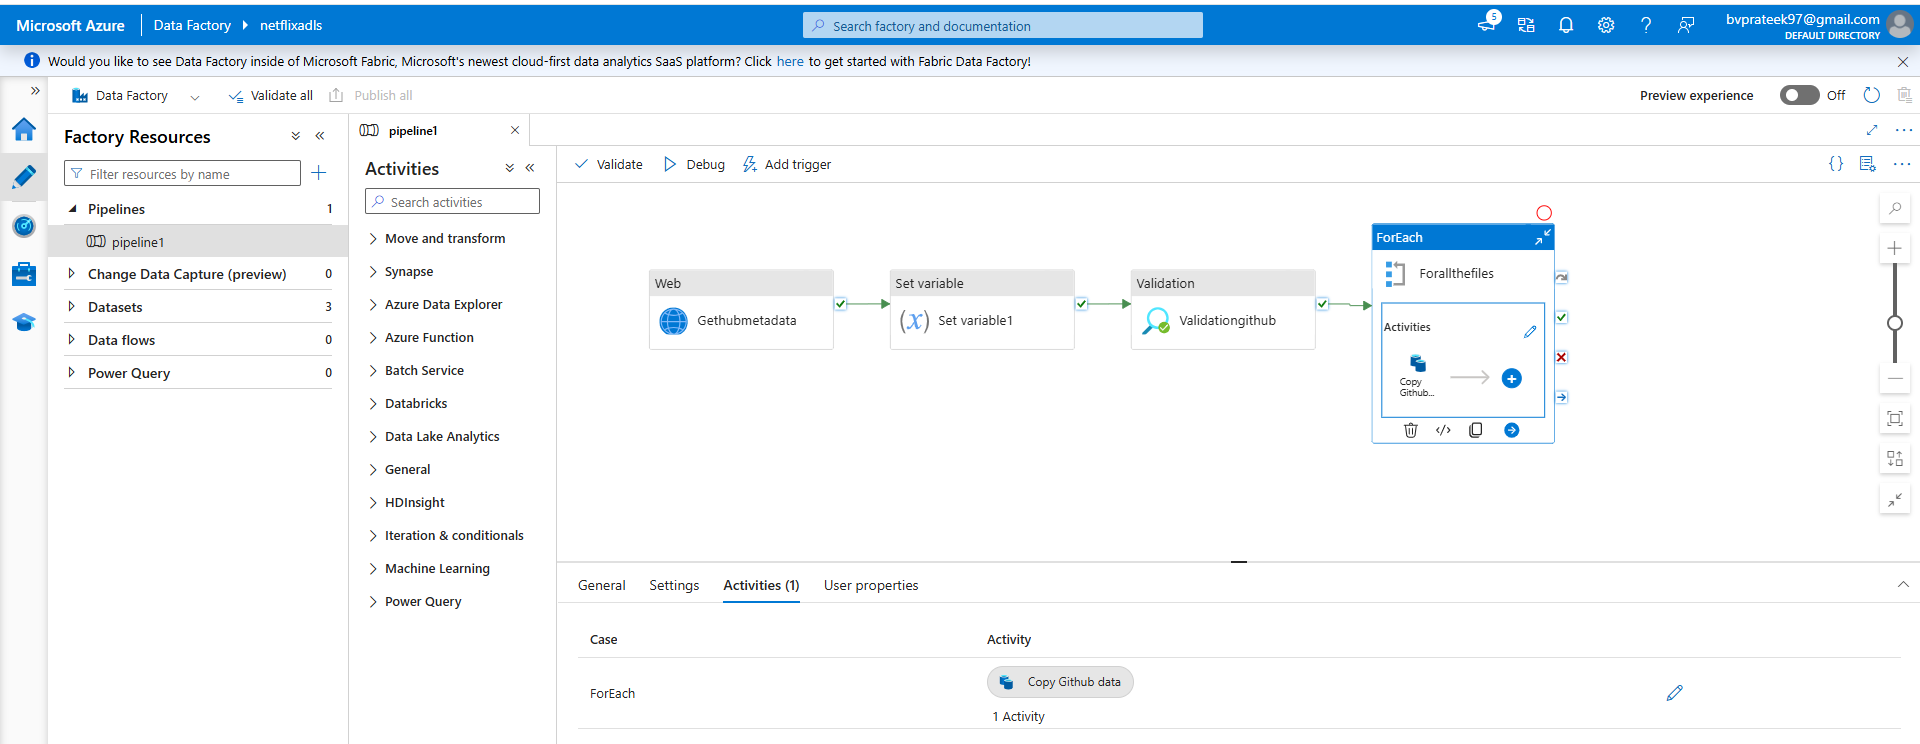 Microsoft Azure
Data Factory
netflixadls
Search factory and documentation
5
bvprateek97@gmail.com
DEFAULT DIRECTORY
Would you like to see Data Factory inside of Microsoft Fabric, Microsoft's newest cloud-first data analytics SaaS platform? Click here to get started with Fabric Data Factory!
Data Factory
Validate all
Publish all
Preview experience
Off
Factory Resources
Filter resources by name
Pipelines 1
pipeline1
Change Data Capture (preview) 0
Datasets 3
Data flows 0
Power Query 0
pipeline1
Activities
Search activities
Move and transform
Synapse
Azure Data Explorer
Azure Function
Batch Service
Databricks
Data Lake Analytics
General
HDInsight
Iteration & conditionals
Machine Learning
Power Query
Validate
Debug
Add trigger
{}
Web
Gethubmetadata
Set variable
(x) Set variable1
Validation
Validationgithub
ForEach
Forallthefiles
Activities
Copy
Github...
</>
General
Settings
Activities (1)
User properties
Case
Activity
ForEach
Copy Github data
1 Activity